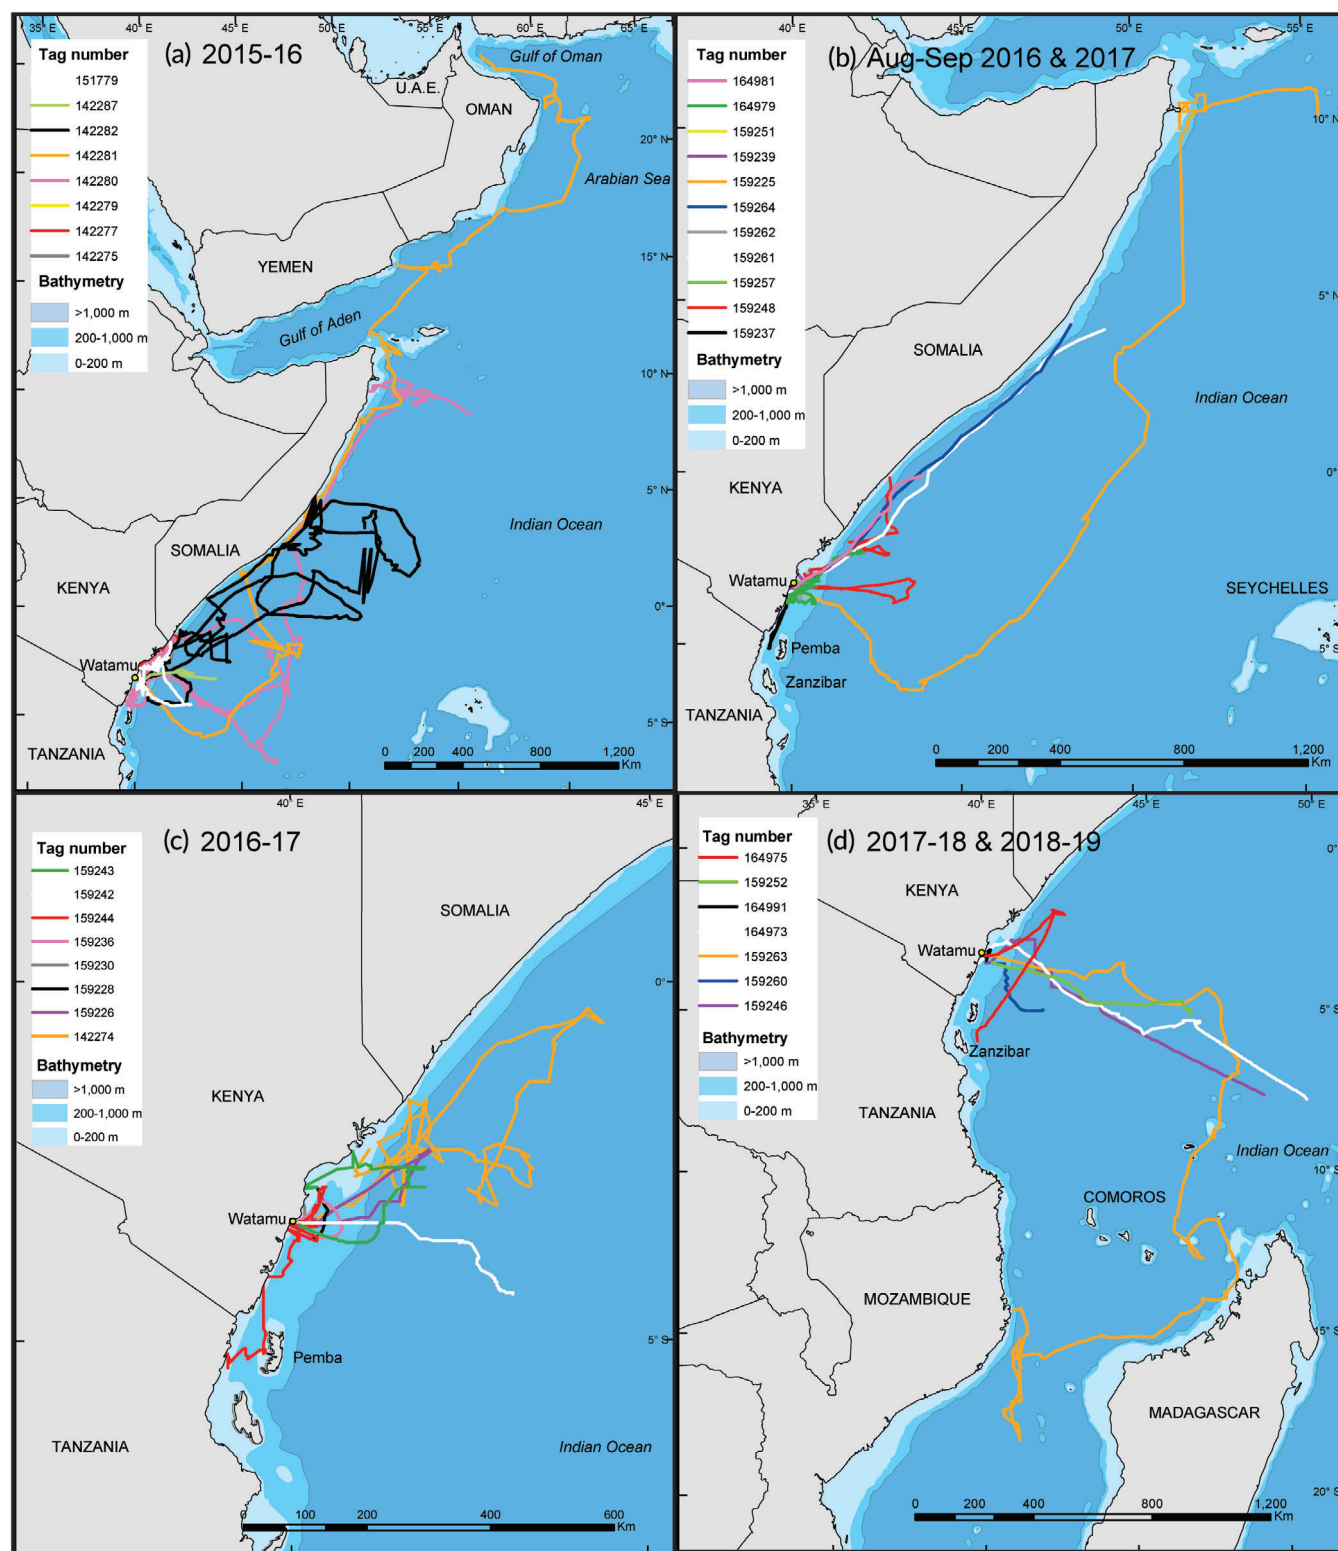 35° E 40° E 45° E 50° E 55° E 60° E 65° E
(a) 2015-16
Tag number
151779
142287
142282
142281
142280
142279
142277
142275
Bathymetry
>1,000 m
200-1,000 m
0-200 m
Gulf of Oman
U.A.E.
OMAN
20° N
Arabian Sea
15° N
YEMEN
Gulf of Aden
10° N
5° N
Indian Ocean
SOMALIA
KENYA
0°
Watamu
5° S
TANZANIA
0 200 400 800 1,200
Km
40° E 45° E 50° E 55° E
(b) Aug-Sep 2016 & 2017
Tag number
164981
164979
159251
159239
159225
159264
159262
159261
159257
159248
159237
Bathymetry
>1,000 m
200-1,000 m
0-200 m
10° N
5° N
SOMALIA
Indian Ocean
0°
KENYA
Watamu
SEYCHELLES
Pemba
5° S
Zanzibar
TANZANIA
0 200 400 800 1,200
Km
40° E 45° E
(c) 2016-17
Tag number
159243
159242
159244
159236
159230
159228
159226
142274
Bathymetry
>1,000 m
200-1,000 m
0-200 m
SOMALIA
0°
KENYA
Watamu
5° S
Pemba
TANZANIA
Indian Ocean
0 100 200 400 600
Km
35° E 40° E 45° E 50° E
(d) 2017-18 & 2018-19
Tag number
164975
159252
164991
164973
159263
159260
159246
Bathymetry
>1,000 m
200-1,000 m
0-200 m
0°
KENYA
Watamu
5° S
Zanzibar
TANZANIA
Indian Ocean
10° S
COMOROS
MOZAMBIQUE
15° S
MADAGASCAR
20° S
0 200 400 800 1,200
Km